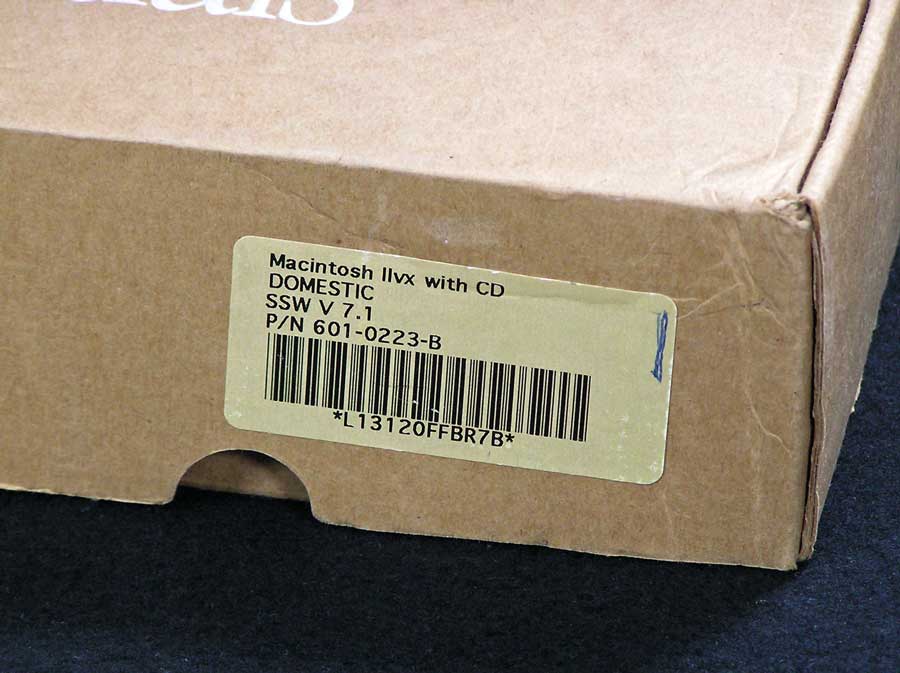 Macintosh IIvx with CD
DOMESTIC
SSW V 7.1
P/N 601-0223-B
*L13120FFBR7B*